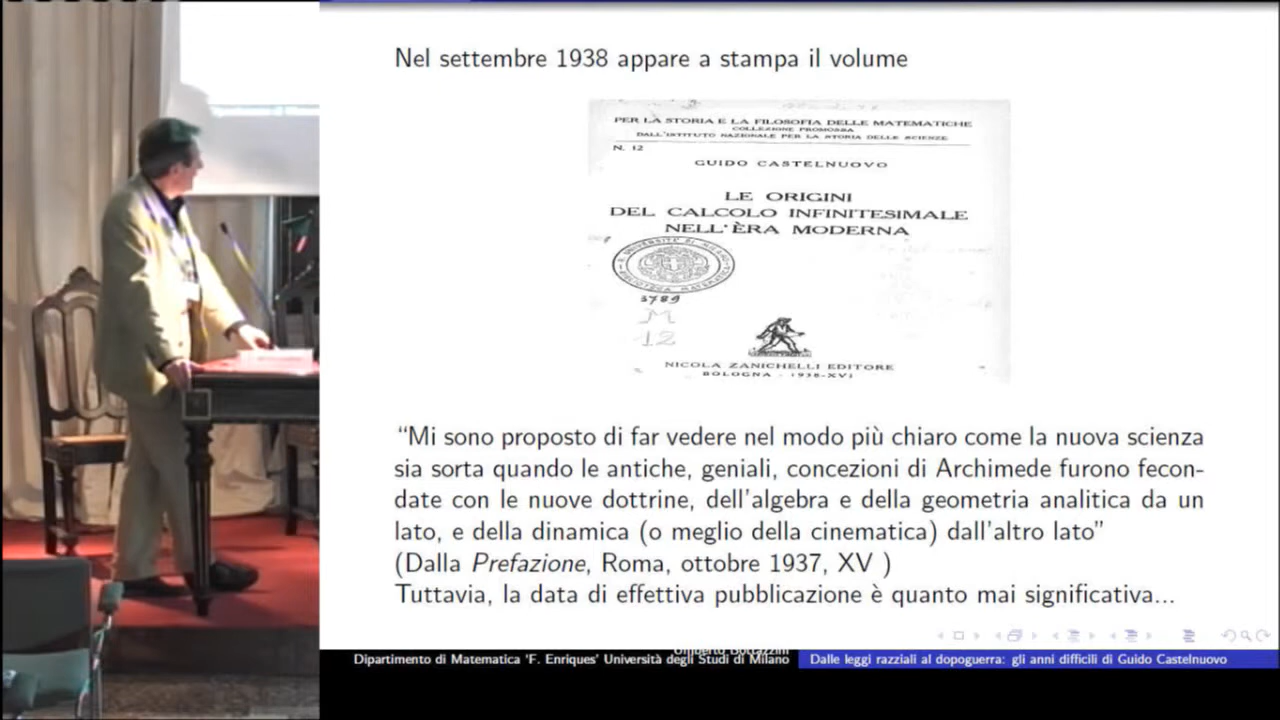 Nel settembre 1938 appare a stampa il volume
PER LA STORIA E LA FILOSOFIA DELLE MATEMATICHE
COLLEZIONE PROMOSSA
DALL'ISTITUTO NAZIONALE PER LA STORIA DELLE SCIENZE
N. 12
GUIDO CASTELNUOVO
LE ORIGINI
DEL CALCOLO INFINITESIMALE
NELL'ÈRA MODERNA
3789
M
12
NICOLA ZANICHELLI EDITORE
BOLOGNA - 1938-XVI
“Mi sono proposto di far vedere nel modo più chiaro come la nuova scienza
sia sorta quando le antiche, geniali, concezioni di Archimede furono fecon-
date con le nuove dottrine, dell'algebra e della geometria analitica da un
lato, e della dinamica (o meglio della cinematica) dall'altro lato”
(Dalla Prefazione, Roma, ottobre 1937, XV )
Tuttavia, la data di effettiva pubblicazione è quanto mai significativa...
Umberto Bottazzini
Dipartimento di Matematica 'F. Enriques' Università degli Studi di Milano
Dalle leggi razziali al dopoguerra: gli anni difficili di Guido Castelnuovo